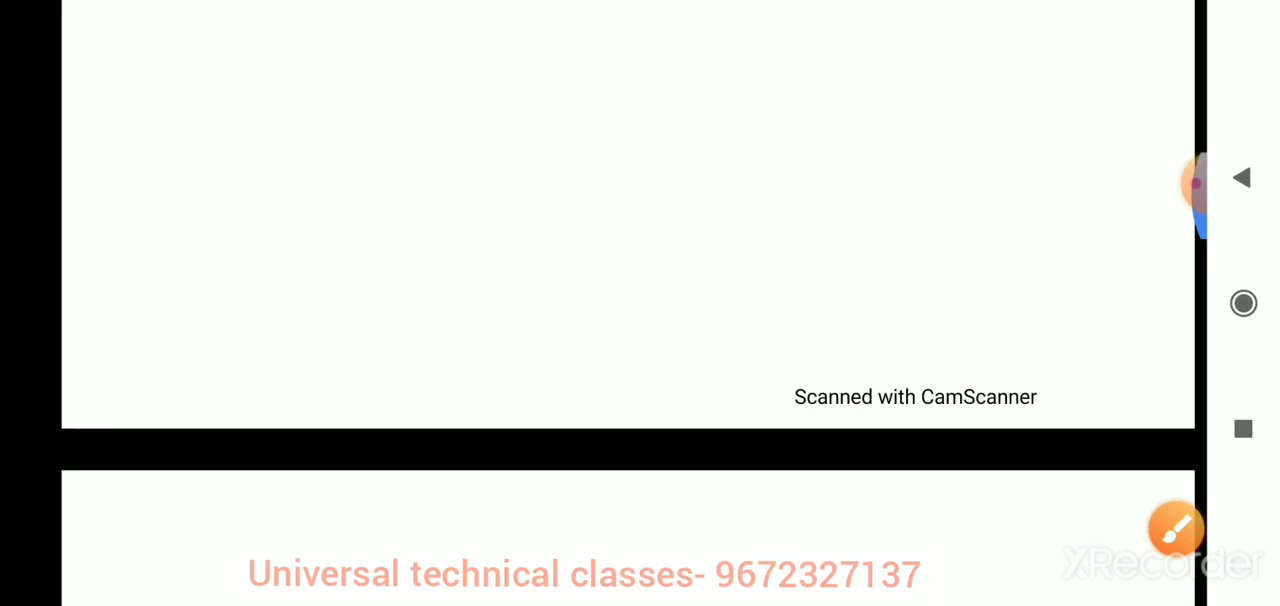 Scanned with CamScanner
Universal technical classes- 9672327137
XRecorder